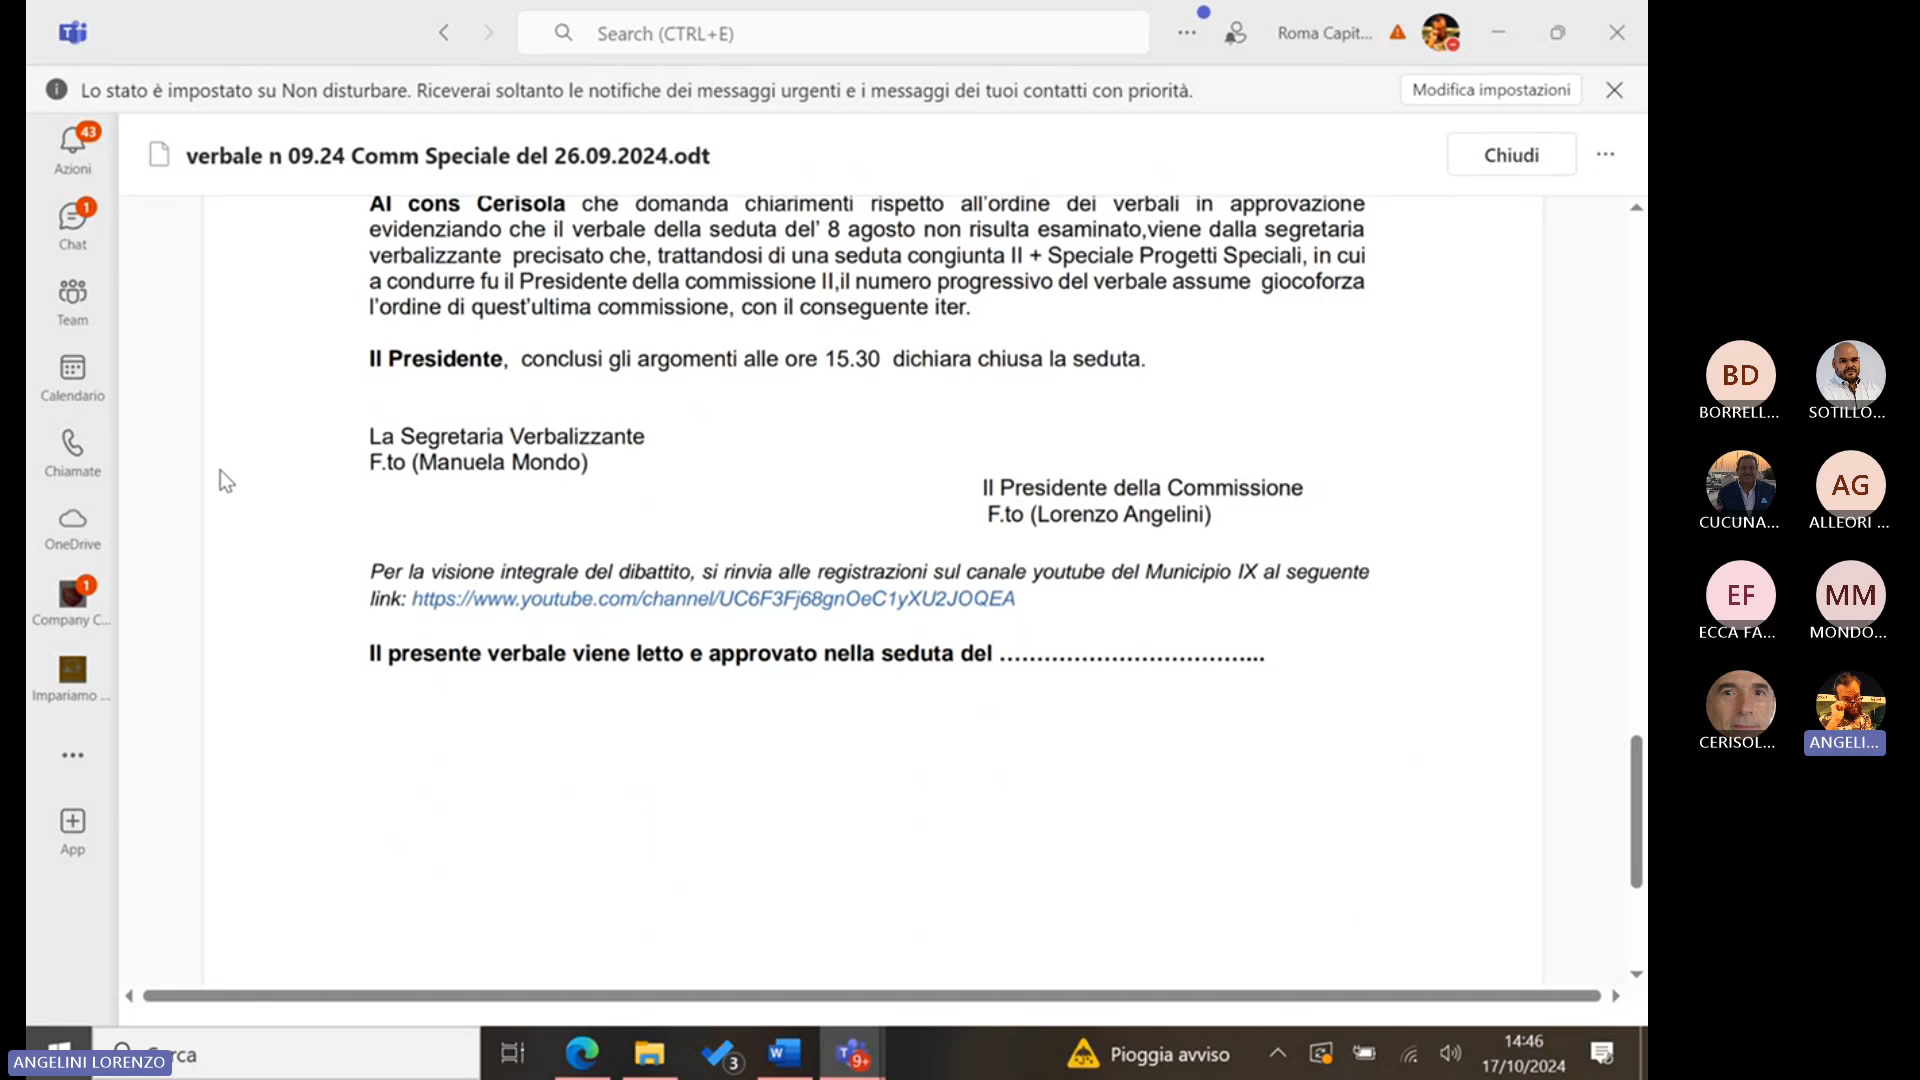 Search (CTRL+E)
Roma Capit...
Lo stato è impostato su Non disturbare. Riceverai soltanto le notifiche dei messaggi urgenti e i messaggi dei tuoi contatti con priorità.
Modifica impostazioni
43
Azioni
1
Chat
Team
Calendario
Chiamate
OneDrive
1
Company C...
Impariamo ...
App
verbale n 09.24 Comm Speciale del 26.09.2024.odt
Chiudi
Al cons Cerisola che domanda chiarimenti rispetto all'ordine dei verbali in approvazione
evidenziando che il verbale della seduta del' 8 agosto non risulta esaminato,viene dalla segretaria
verbalizzante precisato che, trattandosi di una seduta congiunta II + Speciale Progetti Speciali, in cui
a condurre fu il Presidente della commissione II,il numero progressivo del verbale assume giocoforza
l'ordine di quest'ultima commissione, con il conseguente iter.
Il Presidente, conclusi gli argomenti alle ore 15.30 dichiara chiusa la seduta.
La Segretaria Verbalizzante
F.to (Manuela Mondo)
Il Presidente della Commissione
F.to (Lorenzo Angelini)
Per la visione integrale del dibattito, si rinvia alle registrazioni sul canale youtube del Municipio IX al seguente
link: https://www.youtube.com/channel/UC6F3Fj68gnOeC1yXU2JOQEA
Il presente verbale viene letto e approvato nella seduta del ……………………………...
BD
BORRELL...
SOTILLO...
CUCUNA...
AG
ALLEORI ...
EF
ECCA FA...
MM
MONDO...
CERISOL...
ANGELI...
ANGELINI LORENZO
3
9+
Pioggia avviso
14:46
17/10/2024